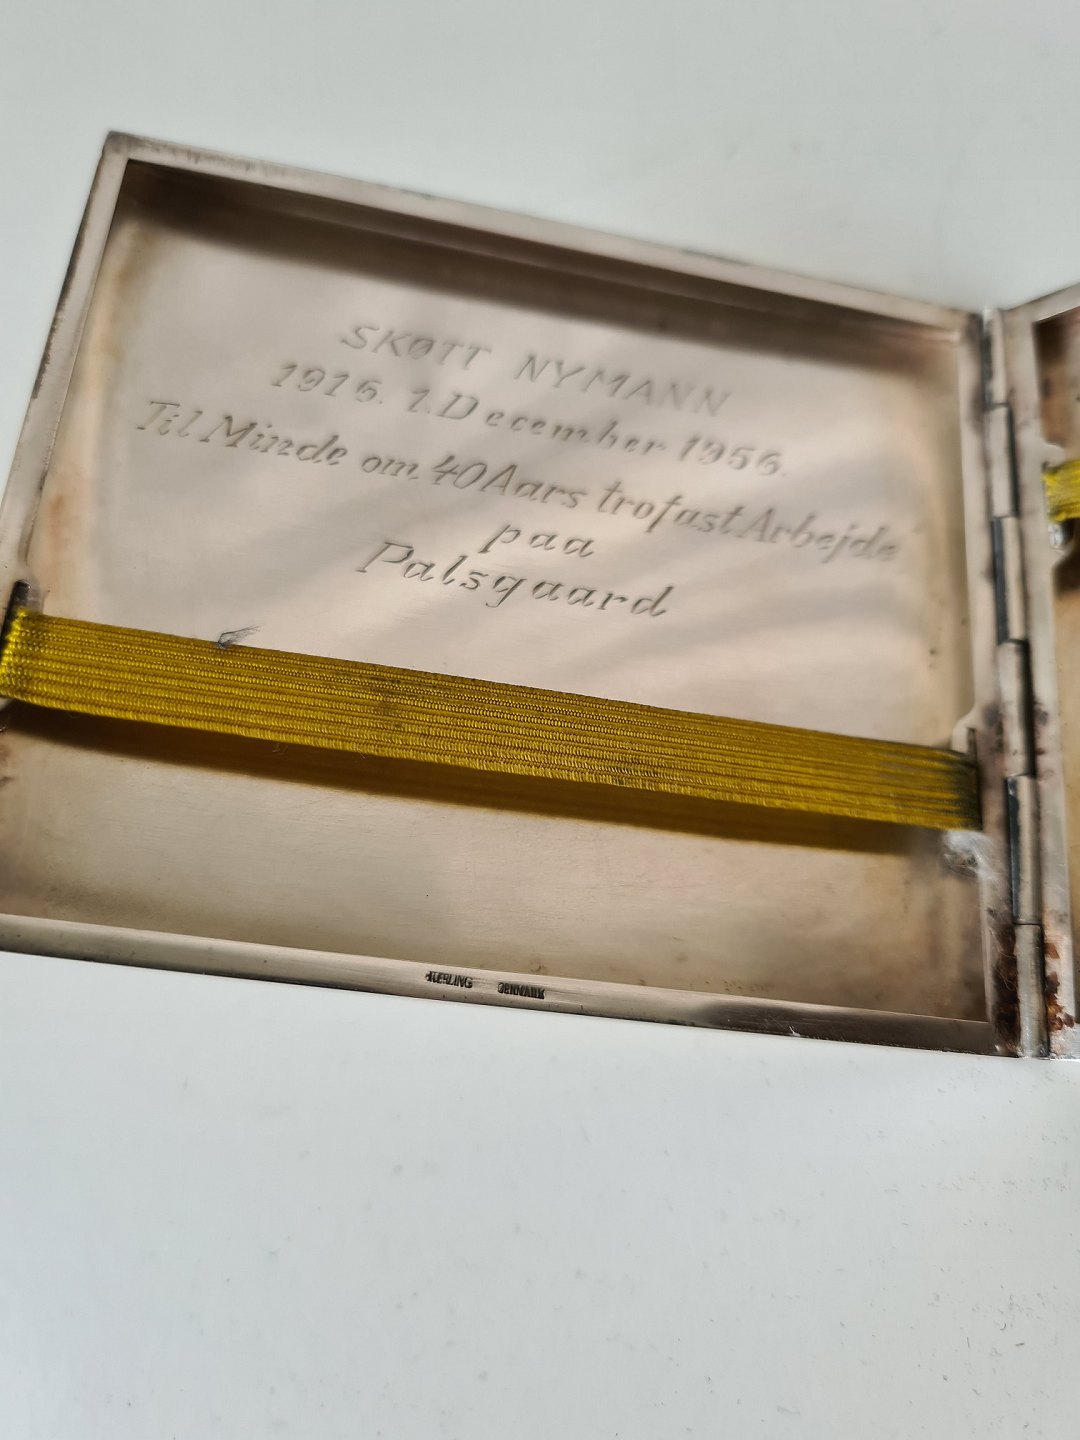 SKØTT NYMANN
1916. 1. December 1956.
Til Minde om 40 Aars trofast Arbejde
paa
Palsgaard
STERLING DENMARK